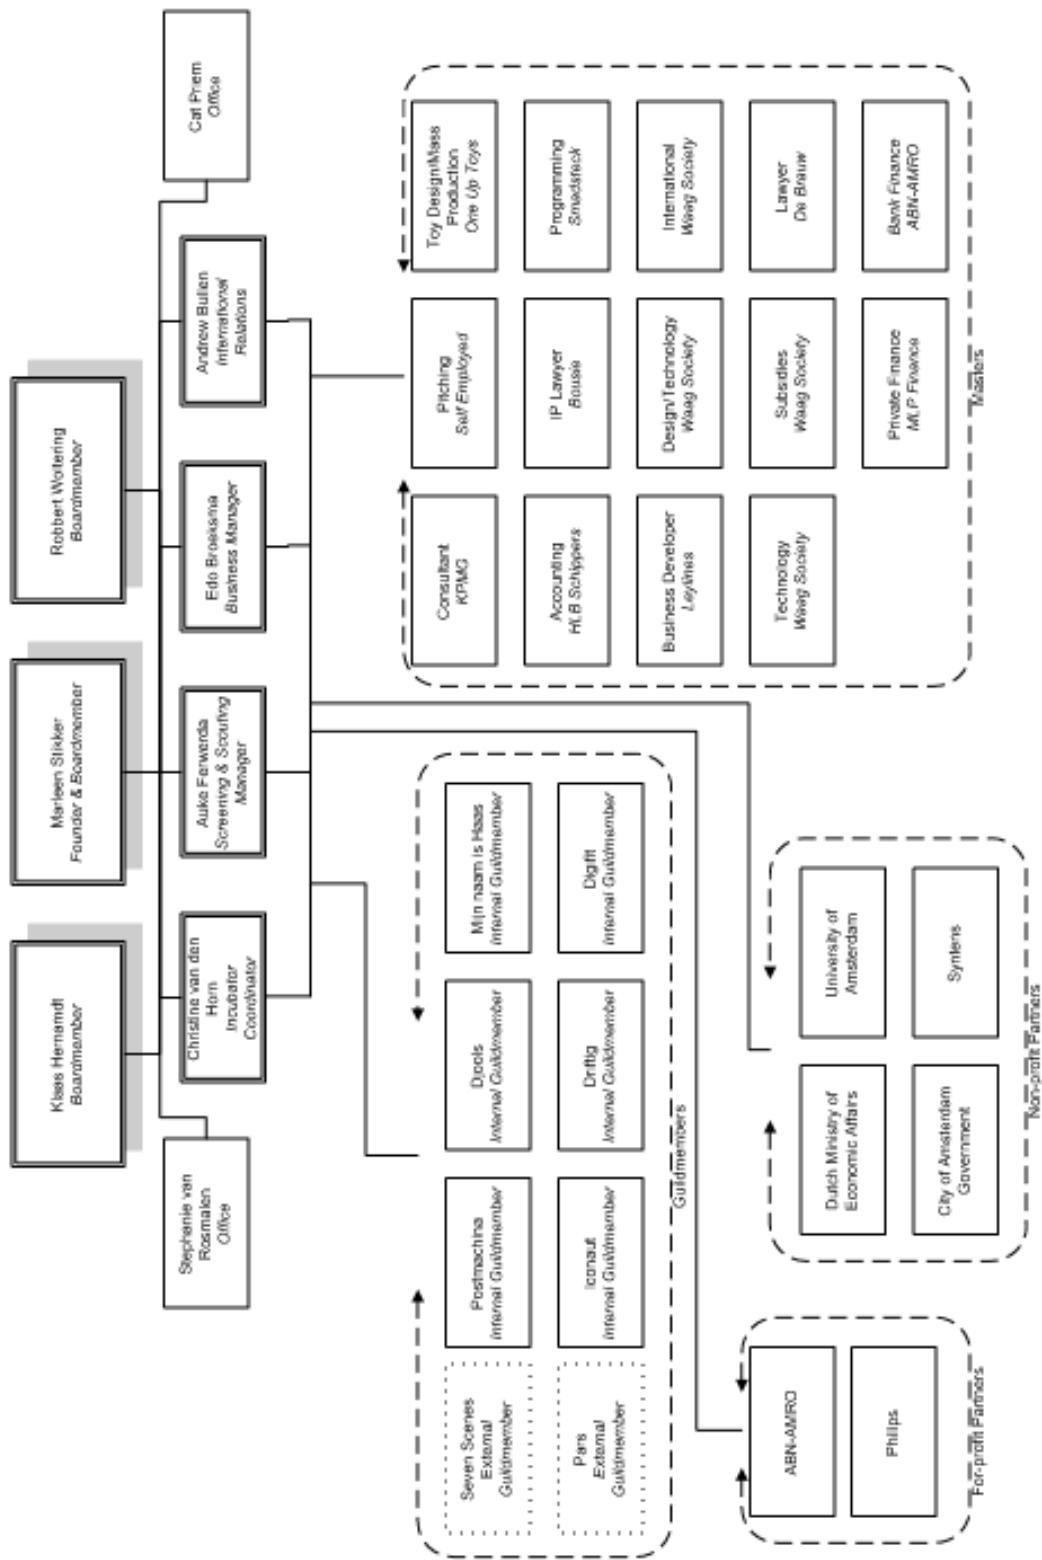 Klaas Hernamdt
Boardmember
Marleen Stikker
Founder & Boardmember
Robbert Woltering
Boardmember
Stephanie van
Rosmalen
Office
Christine van den
Horn
Incubator
Coordinator
Auke Ferwerda
Screening & Scouting
Manager
Edo Broeksma
Business Manager
Andrew Bullen
International
Relations
Cat Priem
Office
Seven Scenes
External
Guildmember
Postmachina
Internal Guildmember
Djools
Internal Guildmember
Mijn naam is Haas
Internal Guildmember
Pars
External
Guildmember
Iconaut
Internal Guildmember
Driftig
Internal Guildmember
Digifit
Internal Guildmember
Guildmembers
Consultant
KPMG
Pitching
Self Employed
Toy Design/Mass
Production
One Up Toys
Accounting
HLB Schippers
IP Lawyer
Bousie
Programming
Smadsteck
Business Developer
Leylines
Design/Technology
Waag Society
International
Waag Society
Technology
Waag Society
Subsidies
Waag Society
Lawyer
De Brauw
Private Finance
MLP Finance
Bank Finance
ABN-AMRO
Masters
ABN-AMRO
Philips
For-profit Partners
Dutch Ministry of
Economic Affairs
University of
Amsterdam
City of Amsterdam
Government
Syntens
Non-profit Partners